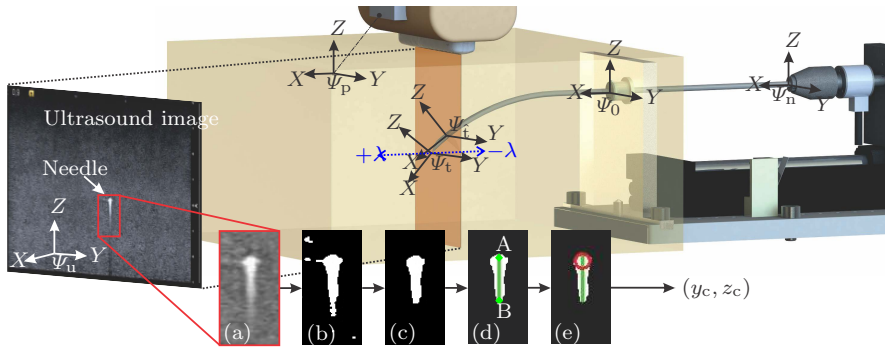 Ultrasound image
Needle
Z
X
Y
Ψu
Z
X
Y
Ψp
Z
Ψt̂
Y
X
Z
Ψt
Y
X
+λ
−λ
Z
X
Y
Ψ0
Z
X
Y
Ψn
A
B
(a)
(b)
(c)
(d)
(e)
(yc, zc)